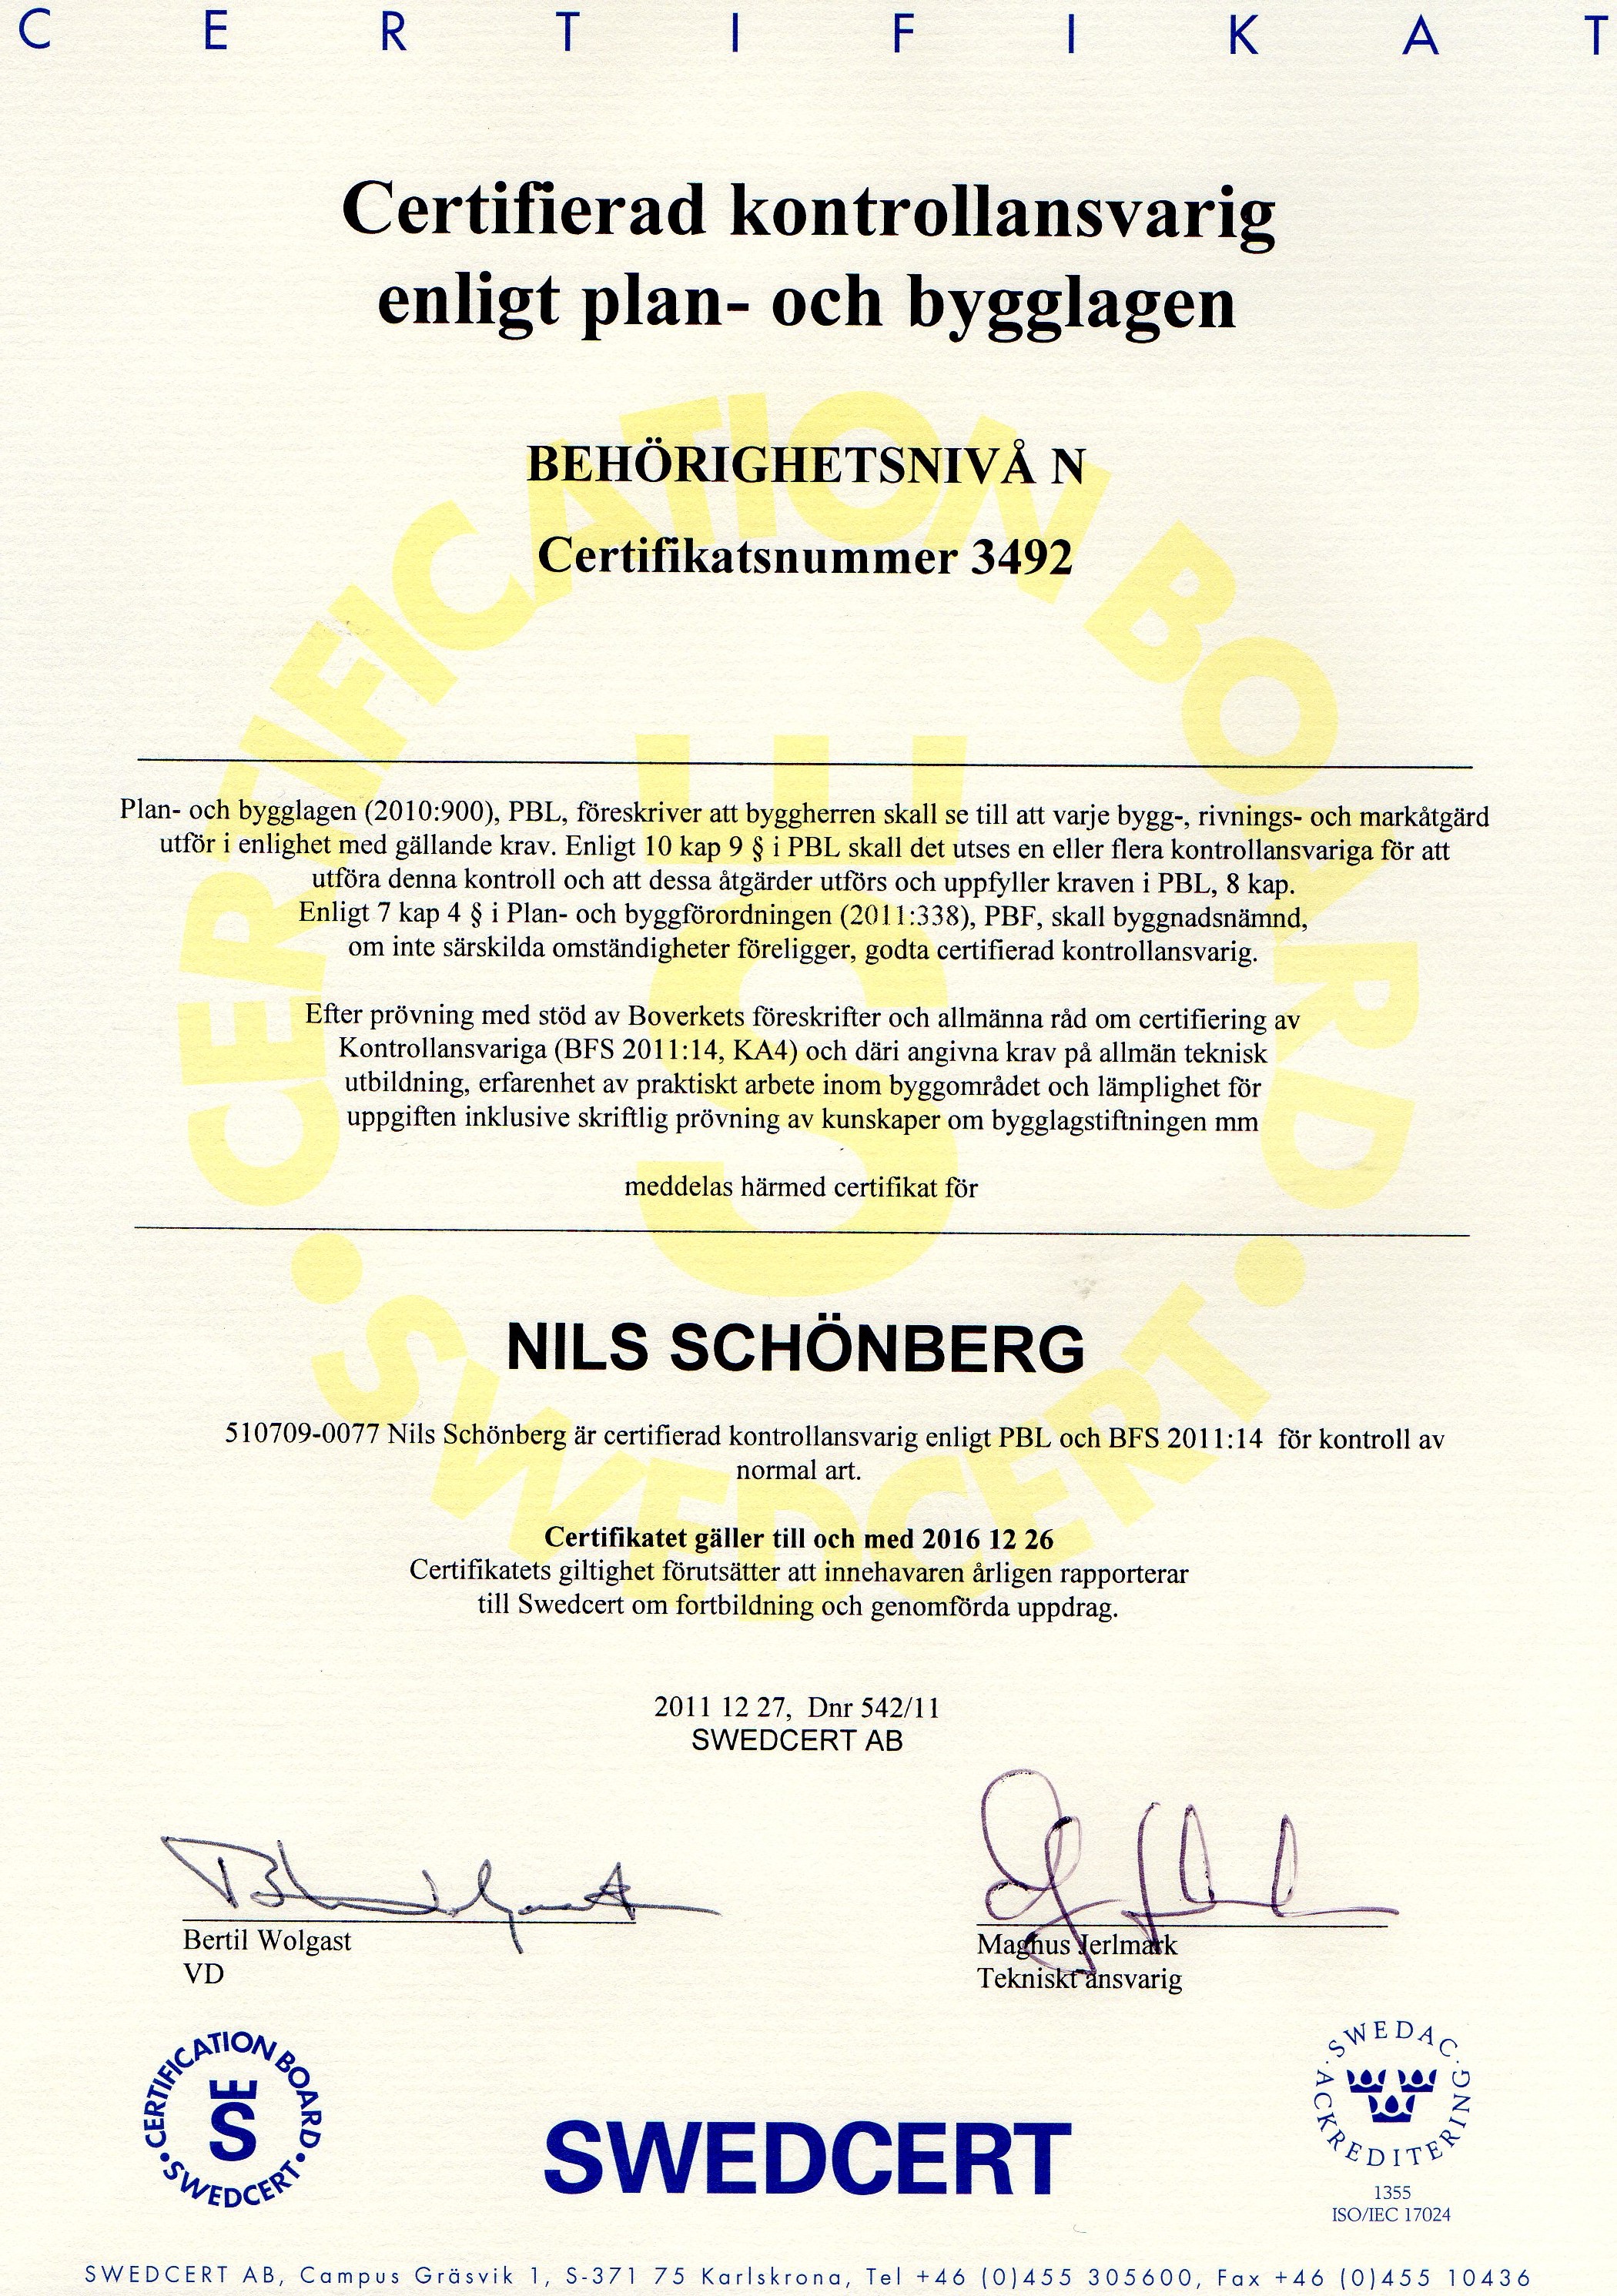 C E R T I F I K A T
Certifierad kontrollansvarig
enligt plan- och bygglagen
BEHÖRIGHETSNIVÅ N
Certifikatsnummer 3492
CERTIFICATION BOARD
Plan- och bygglagen (2010:900), PBL, föreskriver att byggherren skall se till att varje bygg-, rivnings- och markåtgärd
utför i enlighet med gällande krav. Enligt 10 kap 9 § i PBL skall det utses en eller flera kontrollansvariga för att
utföra denna kontroll och att dessa åtgärder utförs och uppfyller kraven i PBL, 8 kap.
Enligt 7 kap 4 § i Plan- och byggförordningen (2011:338), PBF, skall byggnadsnämnd,
om inte särskilda omständigheter föreligger, godta certifierad kontrollansvarig.
Efter prövning med stöd av Boverkets föreskrifter och allmänna råd om certifiering av
Kontrollansvariga (BFS 2011:14, KA4) och däri angivna krav på allmän teknisk
utbildning, erfarenhet av praktiskt arbete inom byggområdet och lämplighet för
uppgiften inklusive skriftlig prövning av kunskaper om bygglagstiftningen mm
meddelas härmed certifikat för
NILS SCHÖNBERG
510709-0077 Nils Schönberg är certifierad kontrollansvarig enligt PBL och BFS 2011:14 för kontroll av
normal art.
Certifikatet gäller till och med 2016 12 26
Certifikatets giltighet förutsätter att innehavaren årligen rapporterar
till Swedcert om fortbildning och genomförda uppdrag.
SWEDCERT
2011 12 27, Dnr 542/11
SWEDCERT AB
Bertil Wolgast
VD
Magnus Jerlmark
Tekniskt ansvarig
CERTIFICATION BOARD
S
SWEDCERT
SWEDCERT
SWEDAC
ACKREDITERING
1355
ISO/IEC 17024
SWEDCERT AB, Campus Gräsvik 1, S-371 75 Karlskrona, Tel +46 (0)455 305600, Fax +46 (0)455 10436